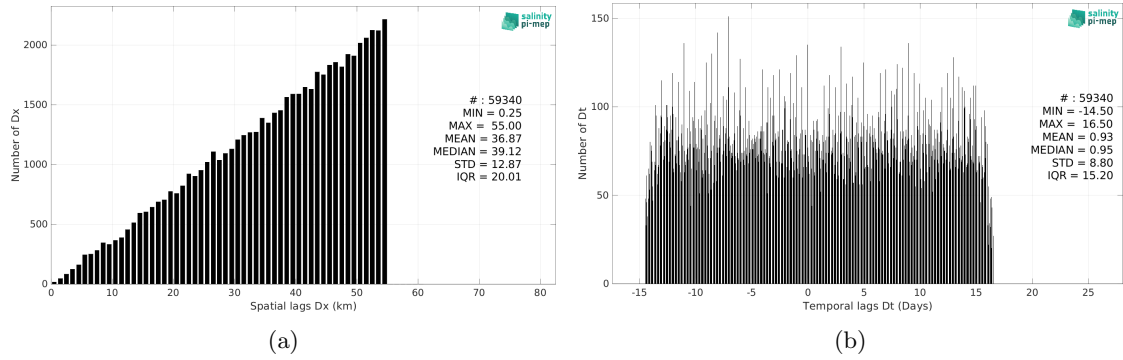 salinity
pi-mep
2000
1500
1000
500
0
Number of Dx
# : 59340
MIN = 0.25
MAX = 55.00
MEAN = 36.87
MEDIAN = 39.12
STD = 12.87
IQR = 20.01
0 10 20 30 40 50 60 70 80
Spatial lags Dx (km)
(a)
salinity
pi-mep
150
100
50
0
Number of Dt
# : 59340
MIN = -14.50
MAX = 16.50
MEAN = 0.93
MEDIAN = 0.95
STD = 8.80
IQR = 15.20
-15 -10 -5 0 5 10 15 20 25
Temporal lags Dt (Days)
(b)